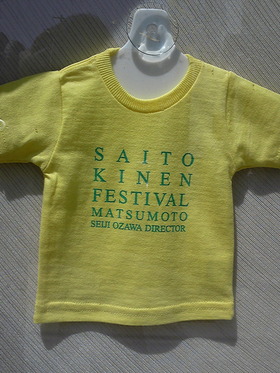 SAITO
KINEN
FESTIVAL
MATSUMOTO
SEIJI OZAWA DIRECTOR